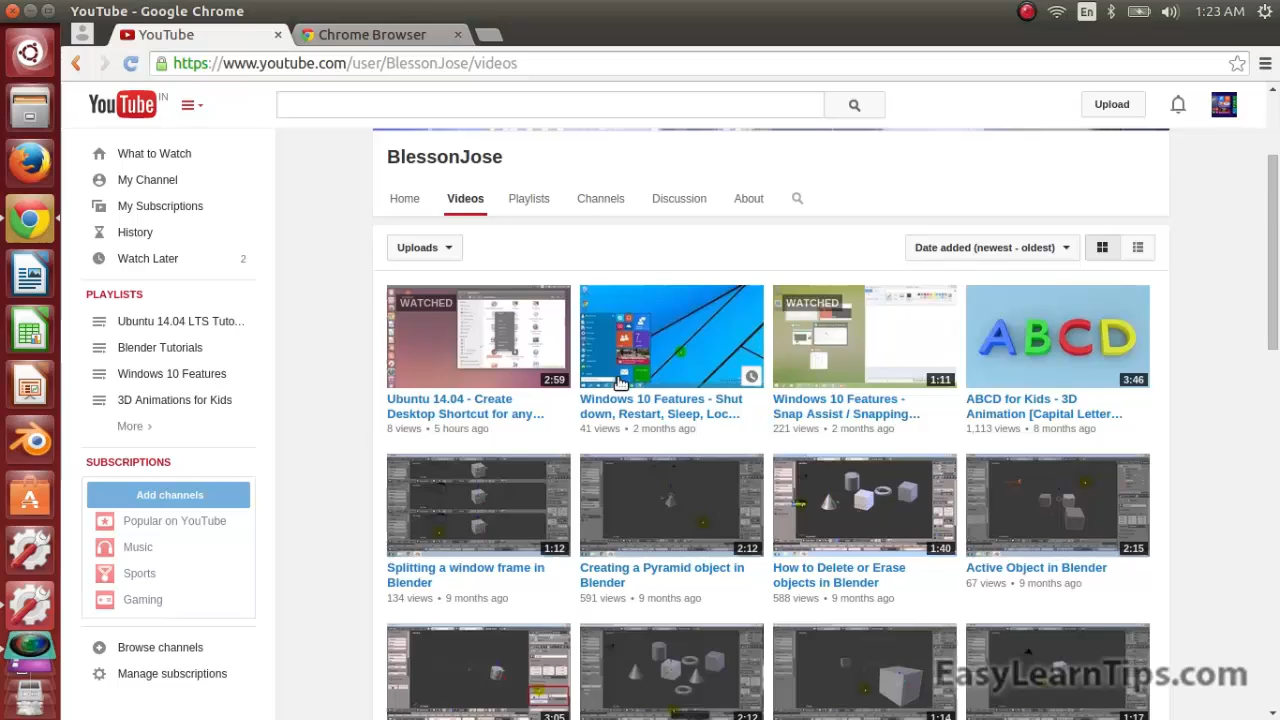 YouTube - Google Chrome
En
1:23 AM
YouTube
Chrome Browser
https://www.youtube.com/user/BlessonJose/videos
YouTube IN
Upload
BlessonJose
Home Videos Playlists Channels Discussion About
Uploads
Date added (newest - oldest)
What to Watch
My Channel
My Subscriptions
History
Watch Later 2
PLAYLISTS
Ubuntu 14.04 LTS Tuto...
Blender Tutorials
Windows 10 Features
3D Animations for Kids
More ›
SUBSCRIPTIONS
Add channels
Popular on YouTube
Music
Sports
Gaming
Browse channels
Manage subscriptions
WATCHED
2:59
Ubuntu 14.04 - Create
Desktop Shortcut for any...
8 views • 5 hours ago
Windows 10 Features - Shut
down, Restart, Sleep, Loc...
41 views • 2 months ago
WATCHED
1:11
Windows 10 Features -
Snap Assist / Snapping...
221 views • 2 months ago
ABCD
3:46
ABCD for Kids - 3D
Animation [Capital Letter...
1,113 views • 8 months ago
1:12
Splitting a window frame in
Blender
134 views • 9 months ago
2:12
Creating a Pyramid object in
Blender
591 views • 9 months ago
1:40
How to Delete or Erase
objects in Blender
588 views • 9 months ago
2:15
Active Object in Blender
67 views • 9 months ago
3:05
2:12
1:14
1:17
EasyLearnTips.com